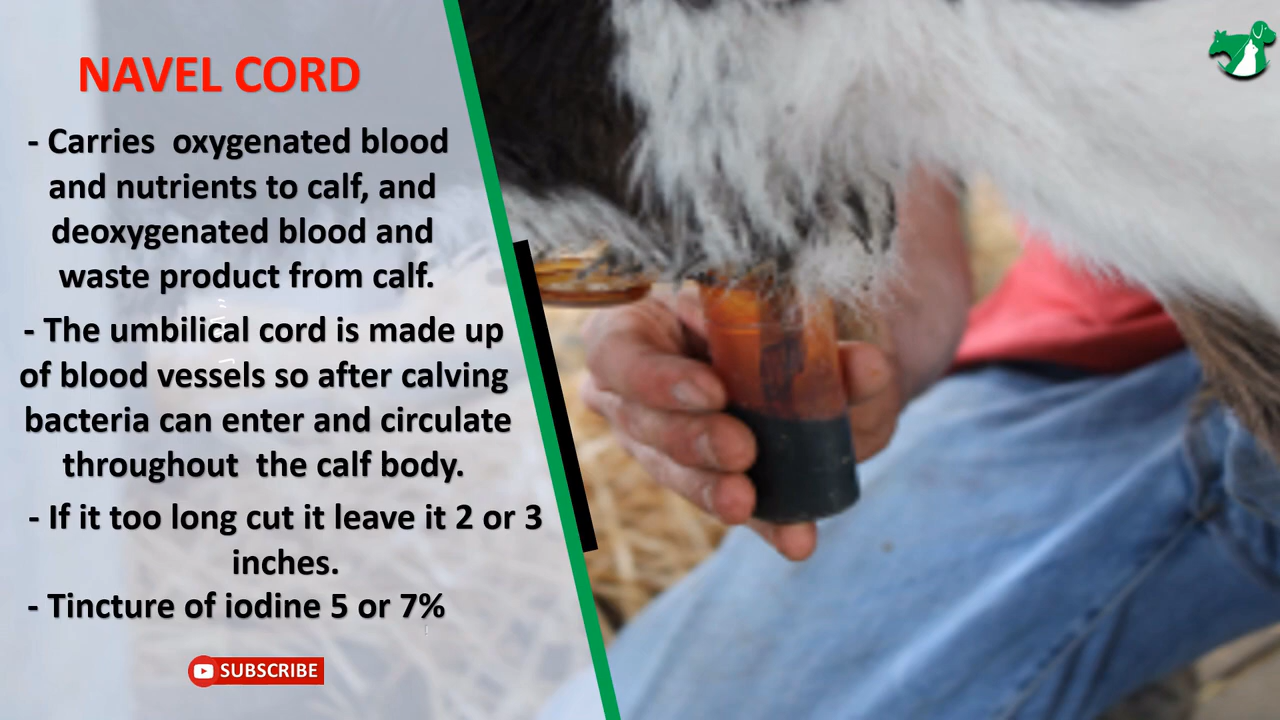 NAVEL CORD
- Carries oxygenated blood
and nutrients to calf, and
deoxygenated blood and
waste product from calf.
- The umbilical cord is made up
of blood vessels so after calving
bacteria can enter and circulate
throughout the calf body.
- If it too long cut it leave it 2 or 3
inches.
- Tincture of iodine 5 or 7%
SUBSCRIBE